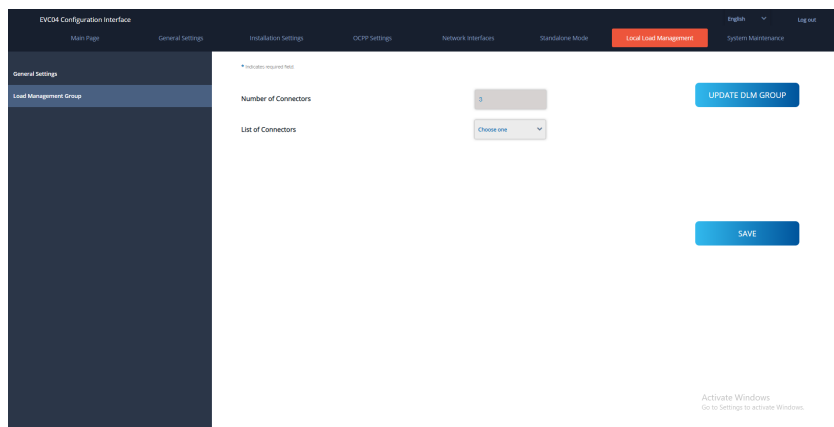 EVC04 Configuration Interface
English
Log out
Main Page
General Settings
Installation Settings
OCPP Settings
Network Interfaces
Standalone Mode
Local Load Management
System Maintenance
General Settings
Load Management Group
* indicates required field.
Number of Connectors
3
UPDATE DLM GROUP
List of Connectors
Choose one
SAVE
Activate Windows
Go to Settings to activate Windows.